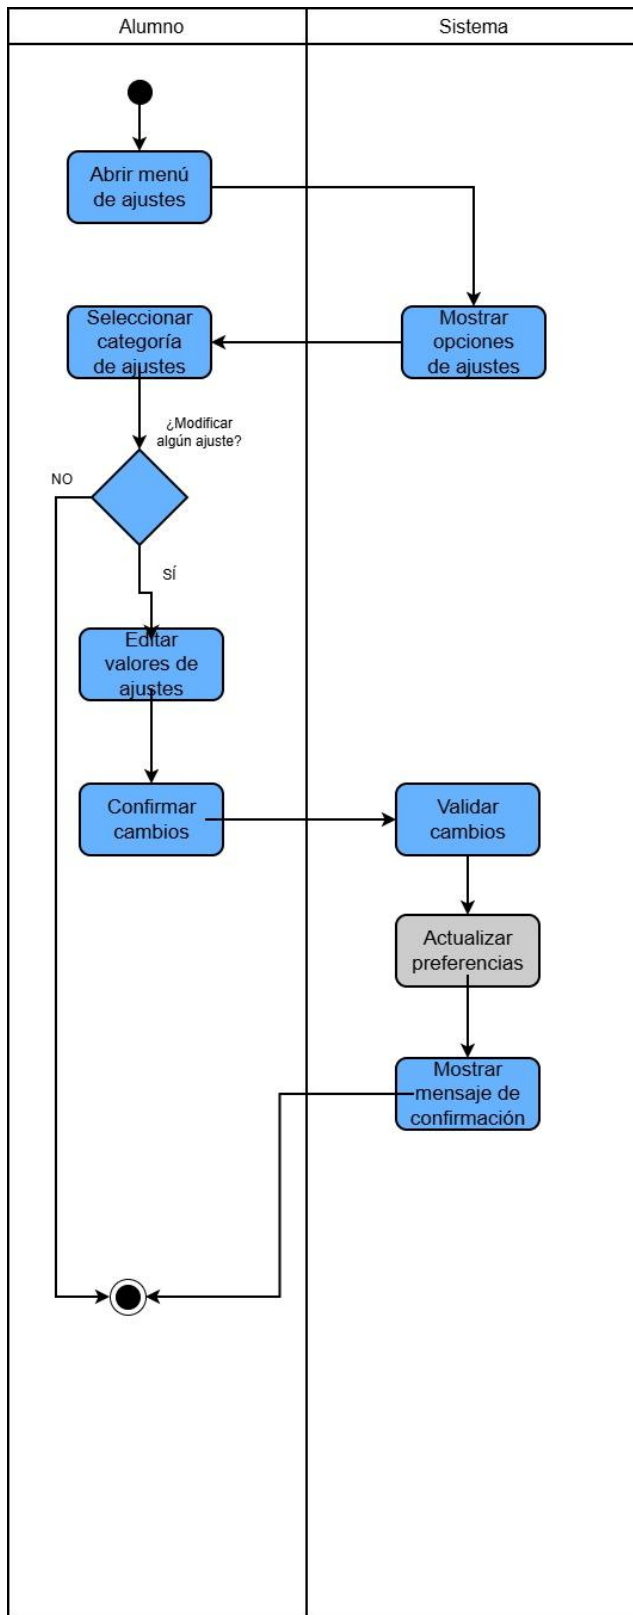 Alumno
Sistema
Abrir menú
de ajustes
Seleccionar
categoría
de ajustes
Mostrar
opciones
de ajustes
¿Modificar
algún ajuste?
NO
SÍ
Editar
valores de
ajustes
Confirmar
cambios
Validar
cambios
Actualizar
preferencias
Mostrar
mensaje de
confirmación